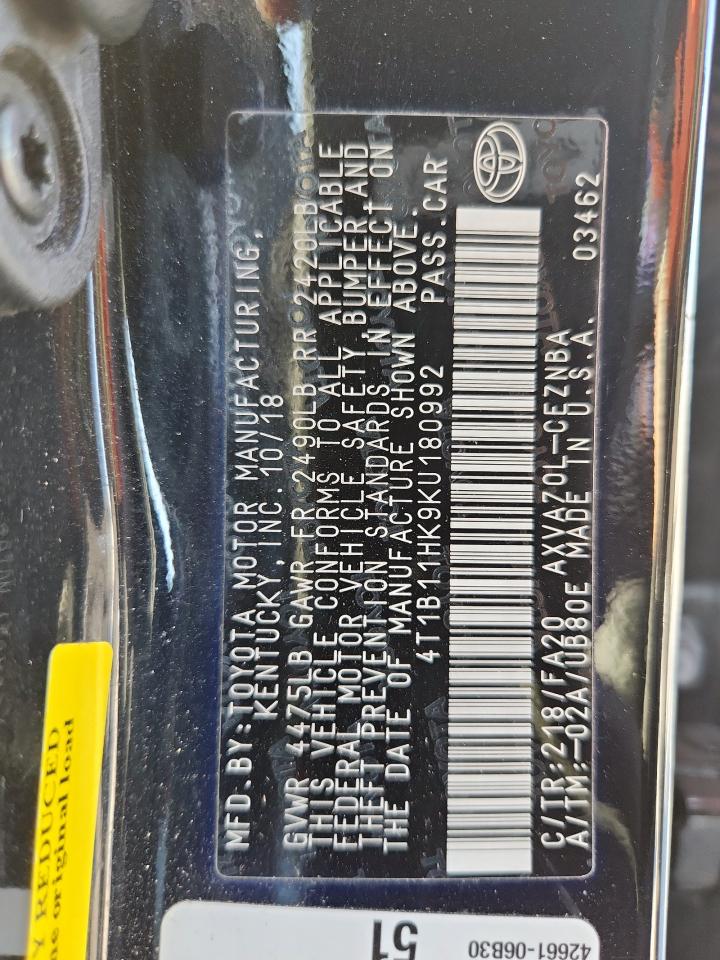 MFD.BY:TOYOTA MOTOR MANUFACTURING,
KENTUCKY,INC.10/18
GVWR 4475LB GAWR FR 2490LB RR 2420LB
THIS VEHICLE CONFORMS TO ALL APPLICABLE
FEDERAL MOTOR VEHICLE SAFETY,BUMPER AND
THEFT PREVENTION STANDARDS IN EFFECT ON
THE DATE OF MANUFACTURE SHOWN ABOVE.
4T1B11HK9KU180992 PASS.CAR
C/TR:218/FA20 AXVA70L-CEZNBA
A/TM:-02A/UB80E MADE IN U.S.A. 03462
Y REDUCED
ne original load
51
42661-06B30